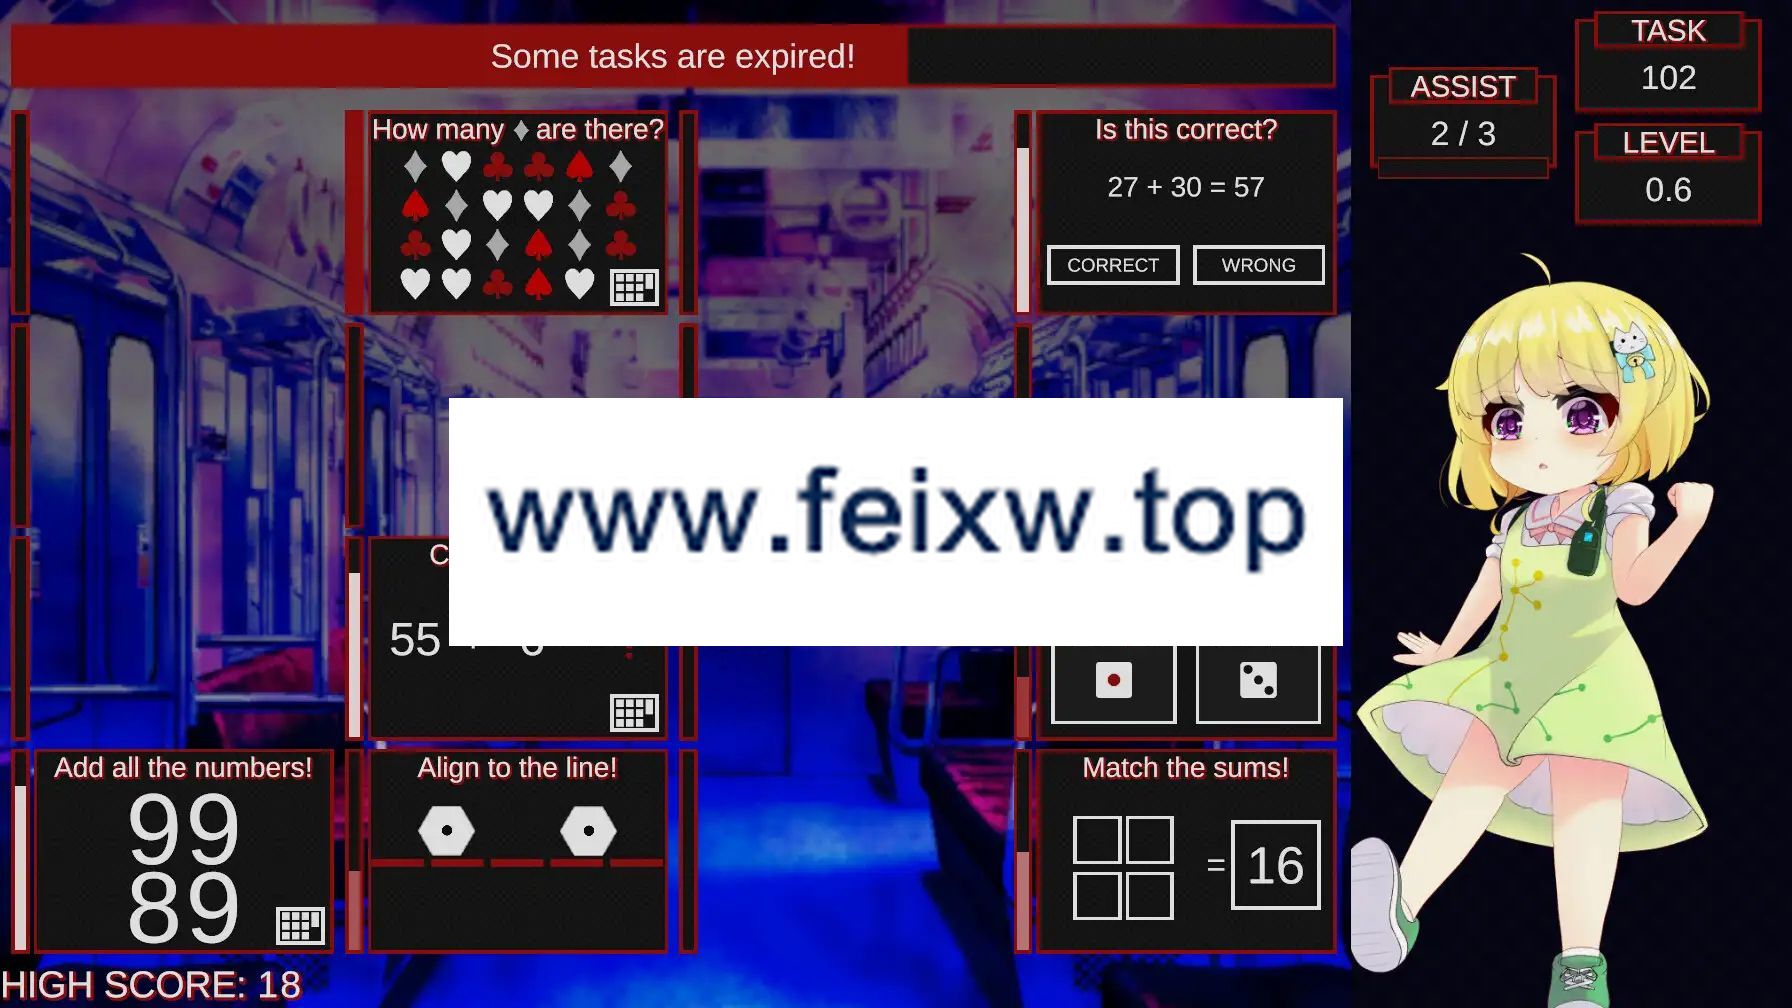 Some tasks are expired!
TASK
102
ASSIST
2 / 3
LEVEL
0.6
How many ♦ are there?
Is this correct?
27 + 30 = 57
CORRECT
WRONG
www.feixw.top
55
Add all the numbers!
99
89
Align to the line!
Match the sums!
= 16
HIGH SCORE: 18